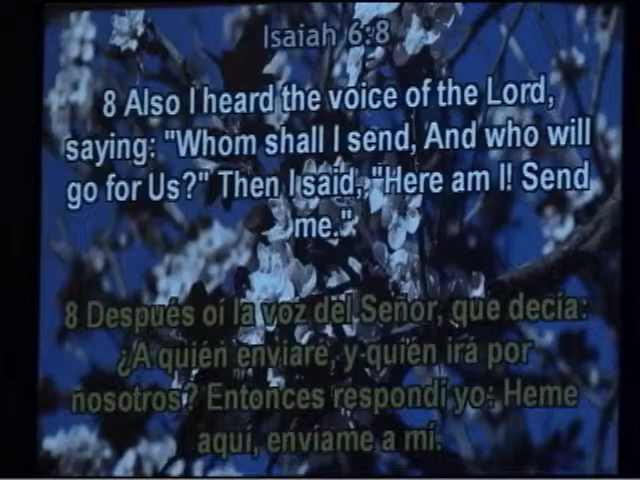 Isaiah 6:8
8 Also I heard the voice of the Lord,
saying: "Whom shall I send, And who will
go for Us?" Then I said, "Here am I! Send
me."
8 Después oí la voz del Señor, que decía:
¿A quién enviaré, y quién irá por
nosotros? Entonces respondí yo: Heme
aquí, envíame a mí.